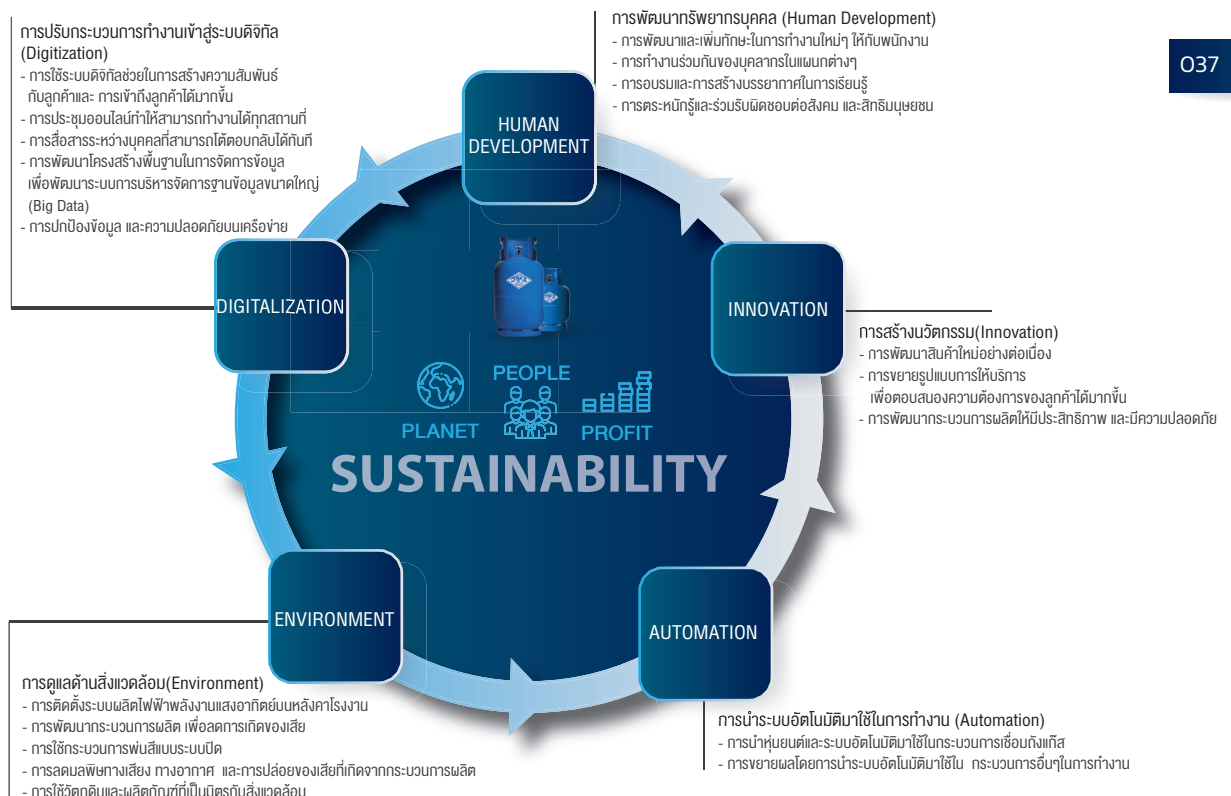 การปรับกระบวนการทำงานเข้าสู่ระบบดิจิทัล
(Digitization)
- การใช้ระบบดิจิทัลช่วยในการสร้างความสัมพันธ์
กับลูกค้าและ การเข้าถึงลูกค้าได้มากขึ้น
- การประชุมออนไลน์ทำให้สามารถทำงานได้ทุกสถานที่
- การสื่อสารระหว่างบุคคลที่สามารถโต้ตอบกลับได้ทันที
- การพัฒนาโครงสร้างพื้นฐานในการจัดการข้อมูล
เพื่อพัฒนาระบบการบริหารจัดการฐานข้อมูลขนาดใหญ่
(Big Data)
- การปกป้องข้อมูล และความปลอดภัยบนเครือข่าย
การพัฒนาทรัพยากรบุคคล (Human Development)
- การพัฒนาและเพิ่มทักษะในการทำงานใหม่ๆ ให้กับพนักงาน
- การทำงานร่วมกันของบุคลากรในแผนกต่างๆ
- การอบรมและการสร้างบรรยากาศในการเรียนรู้
- การตระหนักรู้และร่วมรับผิดชอบต่อสังคม และสิทธิมนุษยชน
037
HUMAN
DEVELOPMENT
DIGITALIZATION
INNOVATION
การสร้างนวัตกรรม(Innovation)
- การพัฒนาสินค้าใหม่อย่างต่อเนื่อง
- การขยายรูปแบบการให้บริการ
เพื่อตอบสนองความต้องการของลูกค้าได้มากขึ้น
- การพัฒนากระบวนการผลิตให้มีประสิทธิภาพ และมีความปลอดภัย
PEOPLE
PLANET
PROFIT
SUSTAINABILITY
ENVIRONMENT
AUTOMATION
การดูแลด้านสิ่งแวดล้อม(Environment)
- การติดตั้งระบบผลิตไฟฟ้าพลังงานแสงอาทิตย์บนหลังคาโรงงาน
- การพัฒนากระบวนการผลิต เพื่อลดการเกิดของเสีย
- การใช้กระบวนการพ่นสีแบบระบบปิด
- การลดมลพิษทางเสียง ทางอากาศ และการปล่อยของเสียที่เกิดจากกระบวนการผลิต
- การใช้วัตถุดิบและผลิตภัณฑ์ที่เป็นมิตรกับสิ่งแวดล้อม
การนำระบบอัตโนมัติมาใช้ในการทำงาน (Automation)
- การนำหุ่นยนต์และระบบอัตโนมัติมาใช้ในกระบวนการเชื่อมถังแก๊ส
- การขยายผลโดยการนำระบบอัตโนมัติมาใช้ใน กระบวนการอื่นๆในการทำงาน